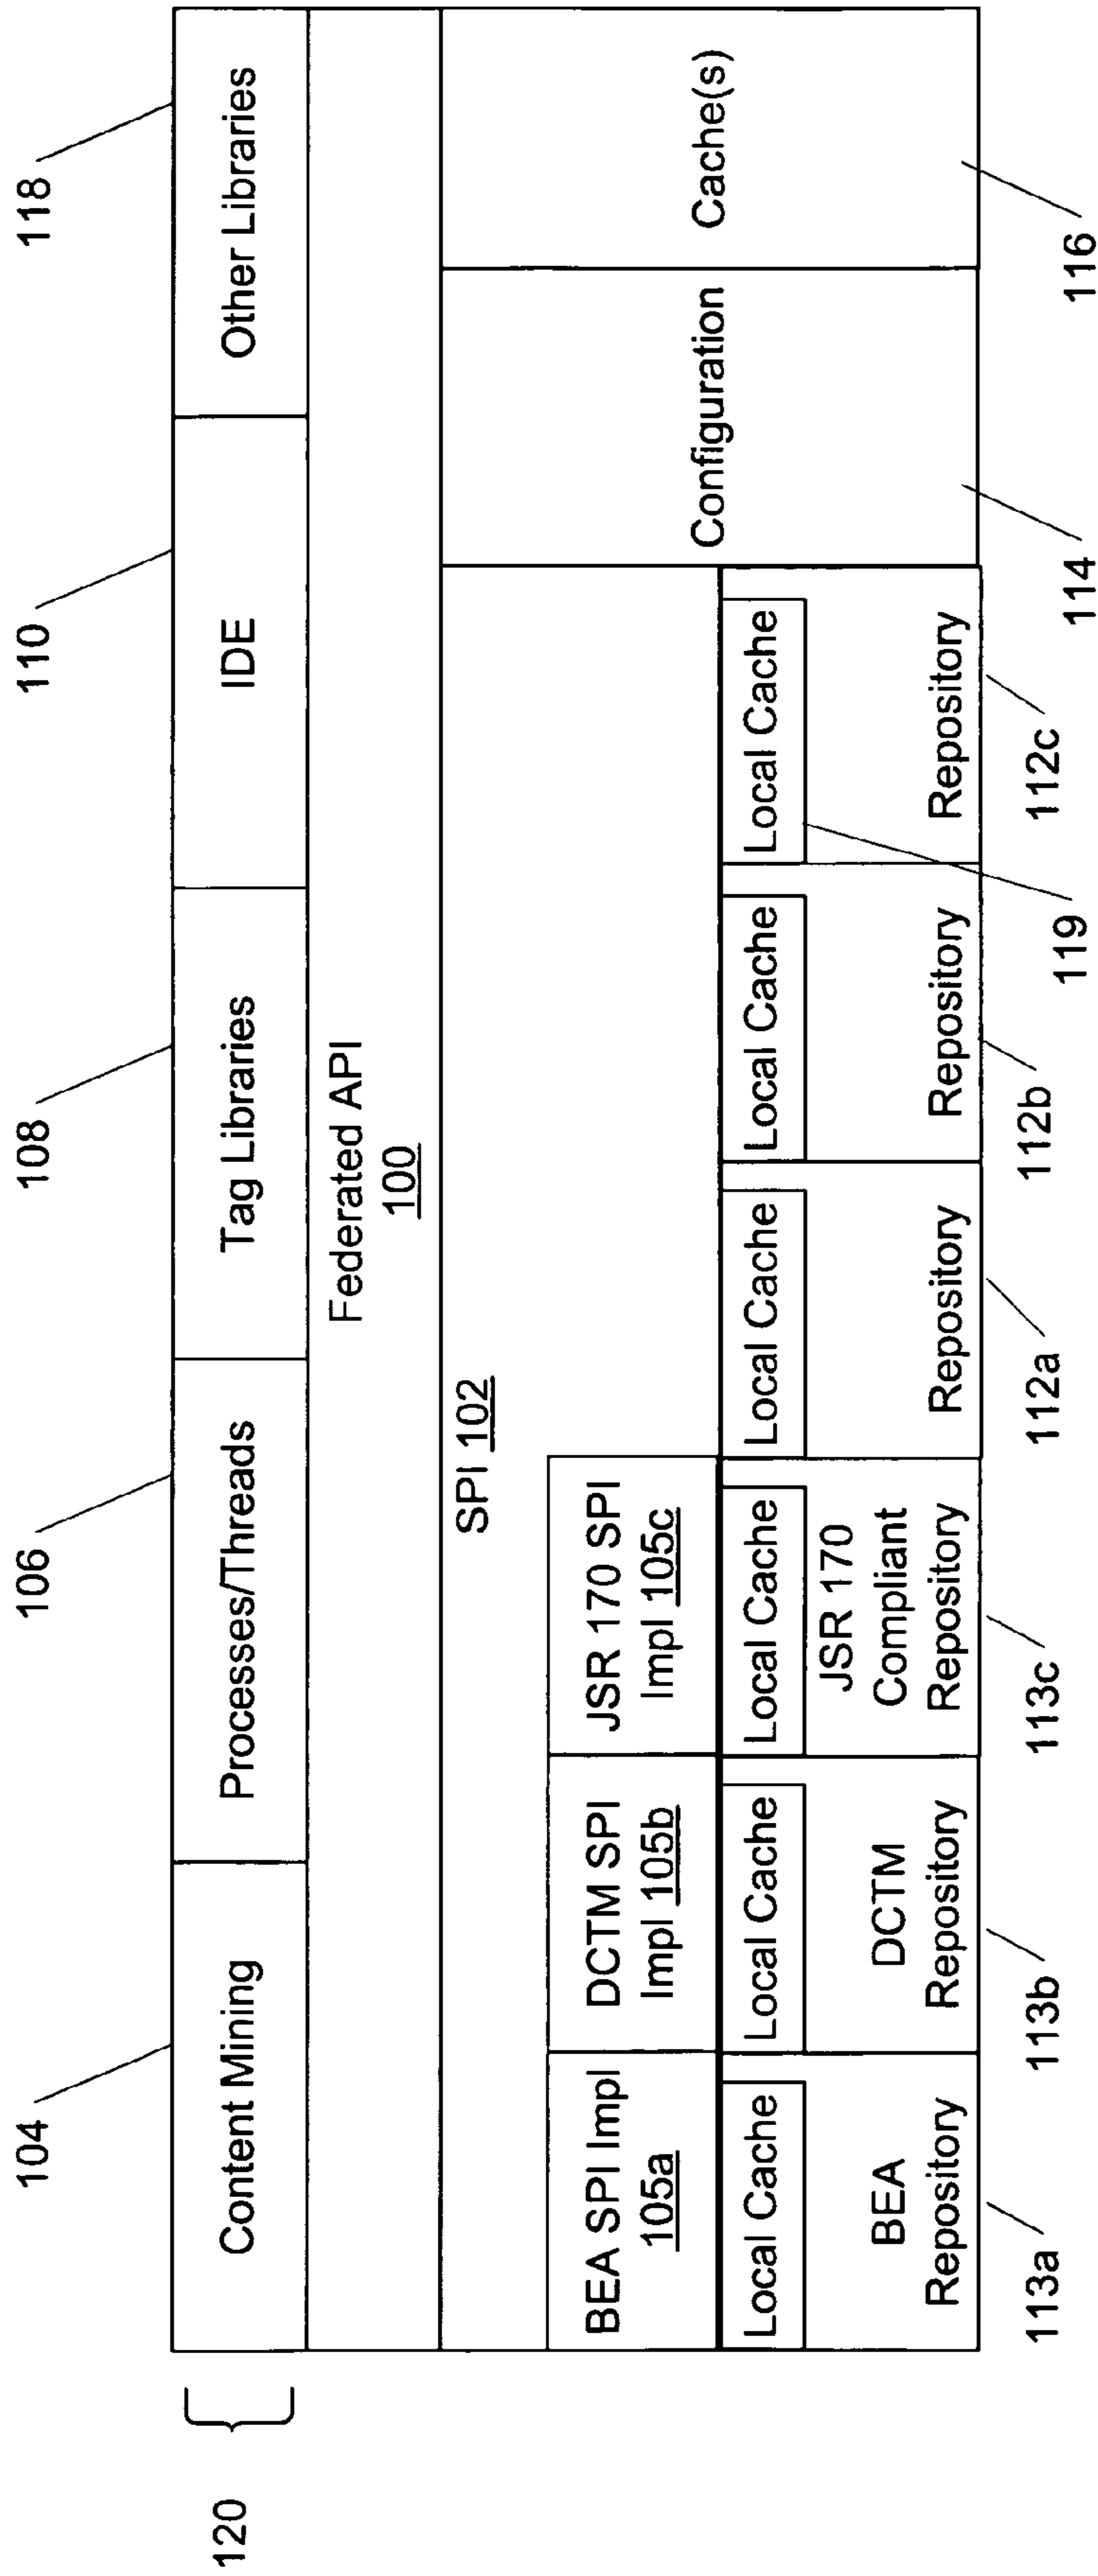 104
106
108
110
118
120
Content Mining
Processes/Threads
Tag Libraries
IDE
Other Libraries
Federated API
100
SPI 102
BEA SPI Impl
105a
DCTM SPI
Impl 105b
JSR 170 SPI
Impl 105c
Configuration
Cache(s)
Local Cache
Local Cache
Local Cache
Local Cache
Local Cache
Local Cache
BEA
Repository
DCTM
Repository
JSR 170
Compliant
Repository
Repository
Repository
Repository
113a
113b
113c
112a
112b
119
112c
114
116